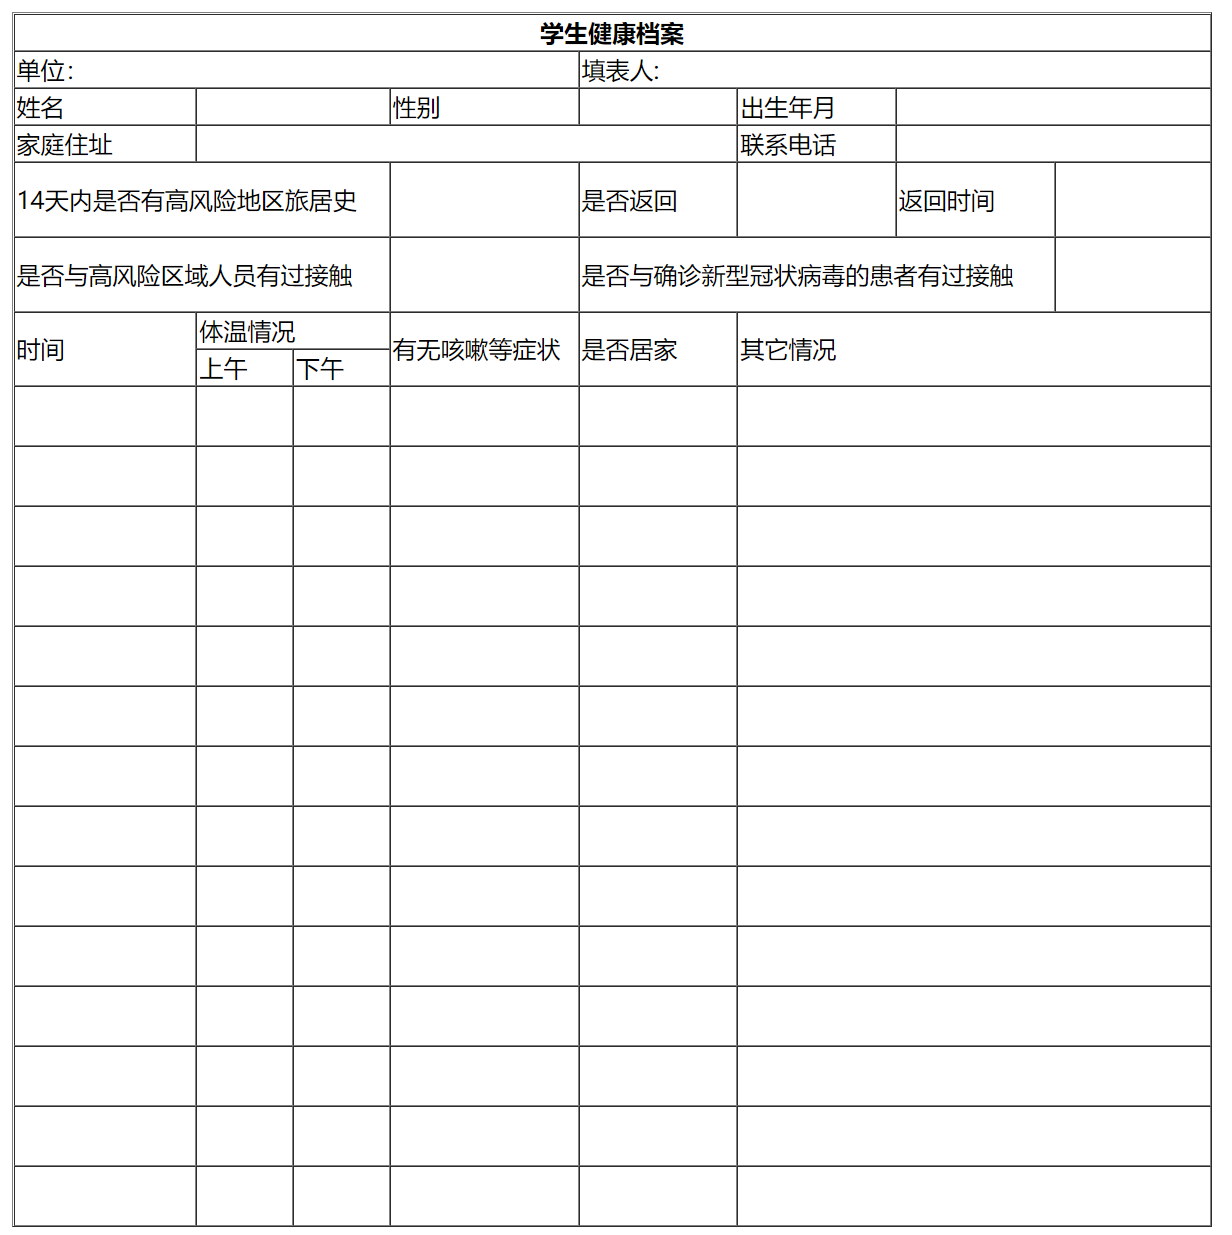 学生健康档案
单位：
填表人：
姓名
性别
出生年月
家庭住址
联系电话
14天内是否有高风险地区旅居史
是否返回
返回时间
是否与高风险区域人员有过接触
是否与确诊新型冠状病毒的患者有过接触
时间
体温情况
有无咳嗽等症状
是否居家
其它情况
上午
下午